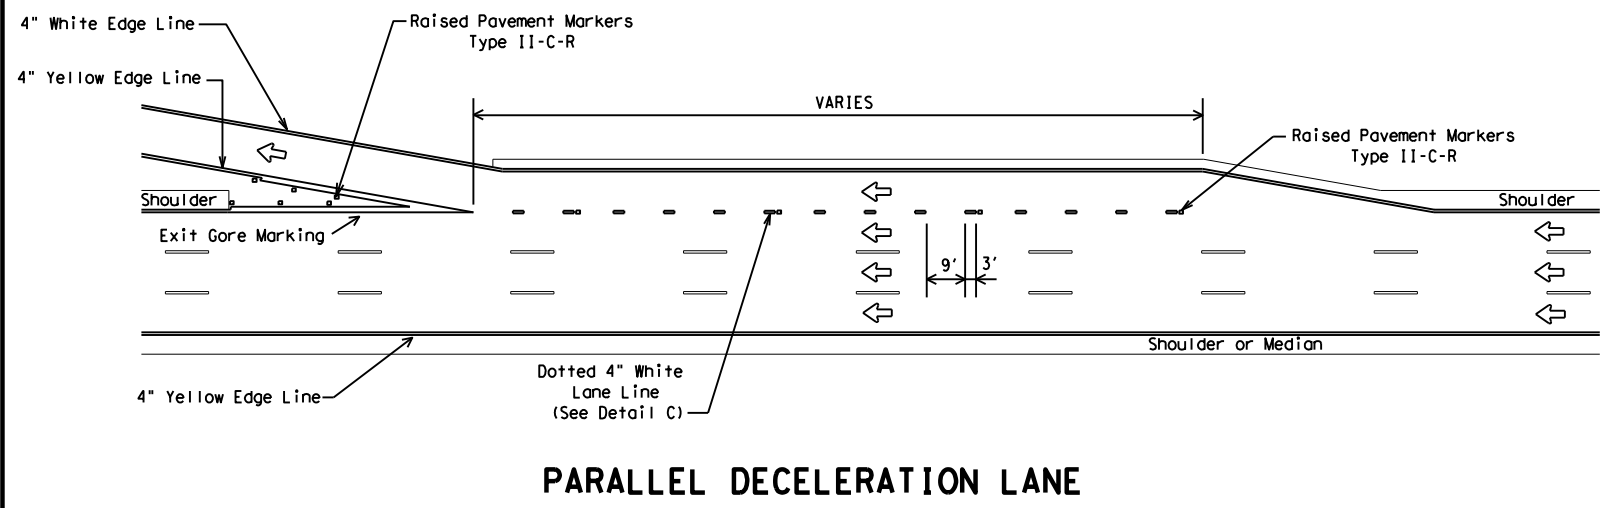 4" White Edge Line
Raised Pavement Markers
Type II-C-R
4" Yellow Edge Line
VARIES
Raised Pavement Markers
Type II-C-R
Shoulder
Shoulder
Exit Gore Marking
9'
3'
Shoulder or Median
Dotted 4" White
Lane Line
(See Detail C)
4" Yellow Edge Line
PARALLEL DECELERATION LANE